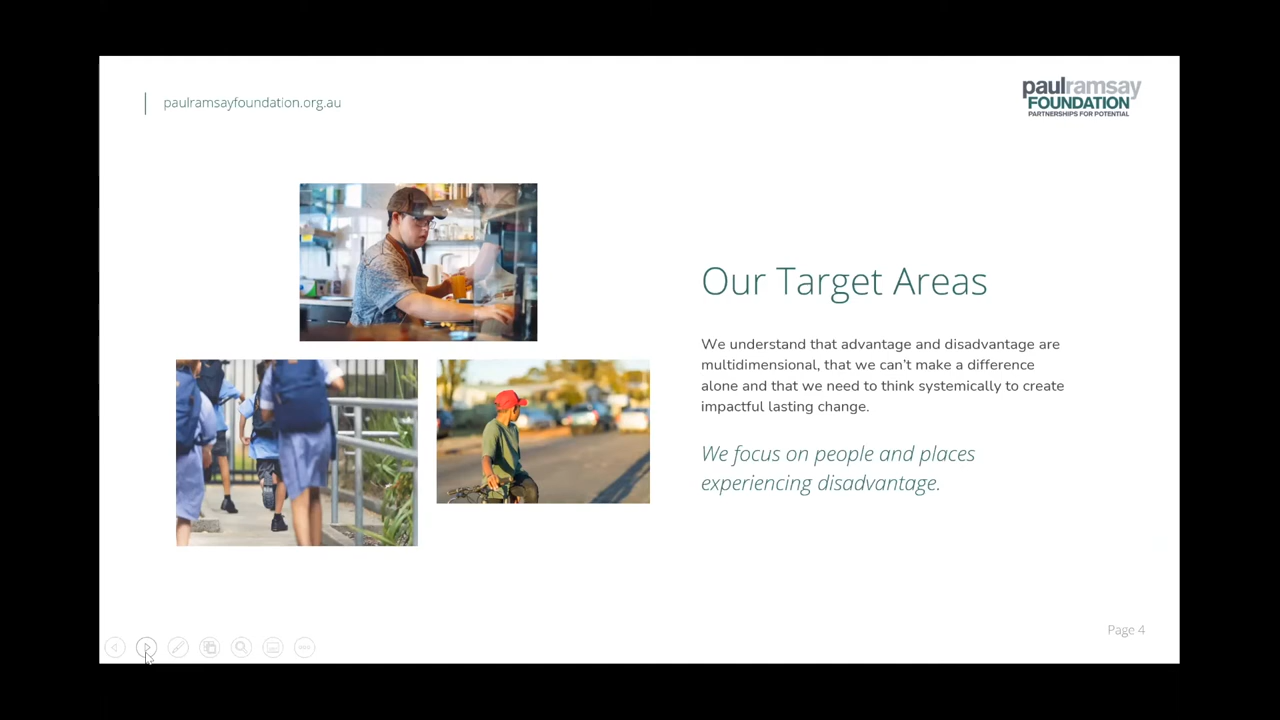 paulramsayfoundation.org.au
paulramsay
FOUNDATION
PARTNERSHIPS FOR POTENTIAL
Our Target Areas
We understand that advantage and disadvantage are
multidimensional, that we can’t make a difference
alone and that we need to think systemically to create
impactful lasting change.
We focus on people and places
experiencing disadvantage.
Page 4